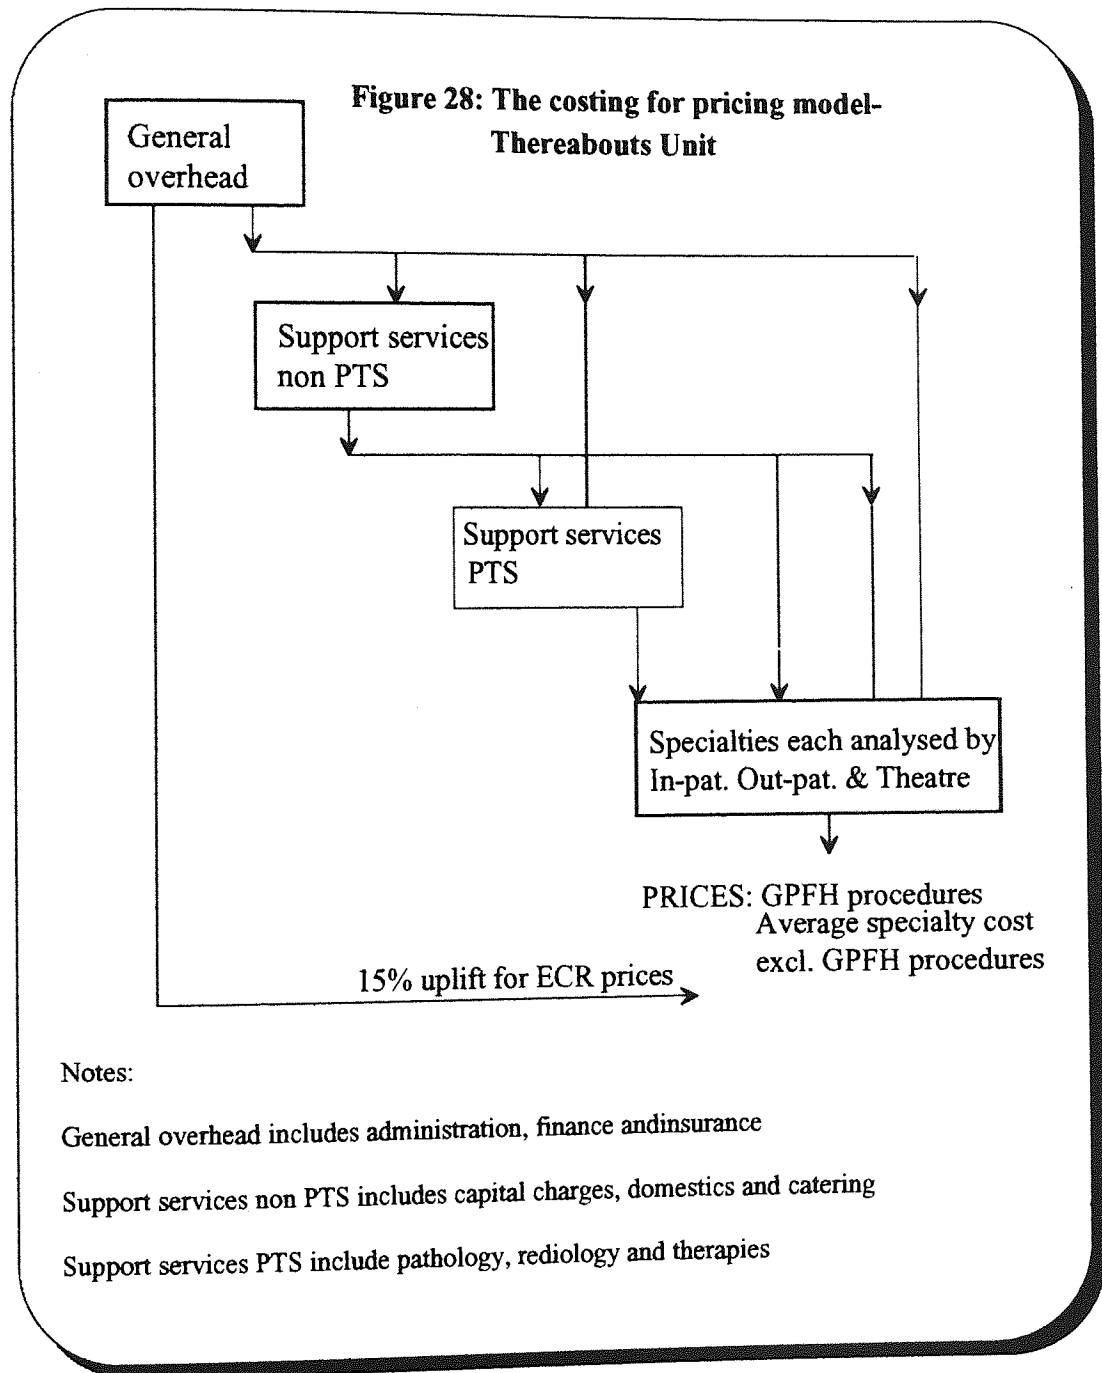 Figure 28: The costing for pricing model-
Thereabouts Unit
General
overhead
Support services
non PTS
Support services
PTS
Specialties each analysed by
In-pat. Out-pat. & Theatre
PRICES: GPFH procedures
Average specialty cost
excl. GPFH procedures
15% uplift for ECR prices
Notes:
General overhead includes administration, finance andinsurance
Support services non PTS includes capital charges, domestics and catering
Support services PTS include pathology, rediology and therapies